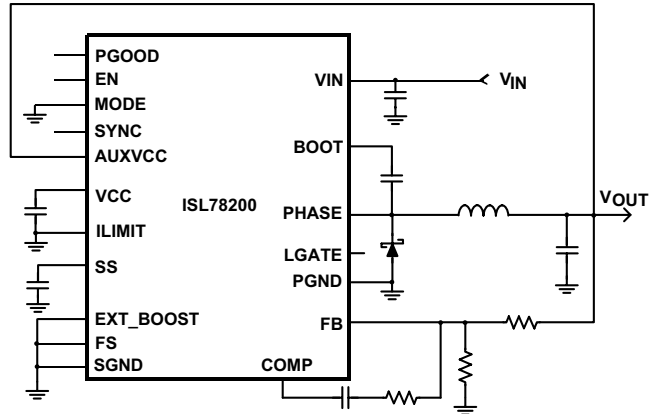 PGOOD
EN
MODE
SYNC
AUXVCC
VCC
ILIMIT
SS
EXT_BOOST
FS
SGND
ISL78200
VIN
BOOT
PHASE
LGATE
PGND
FB
COMP
VIN
VOUT